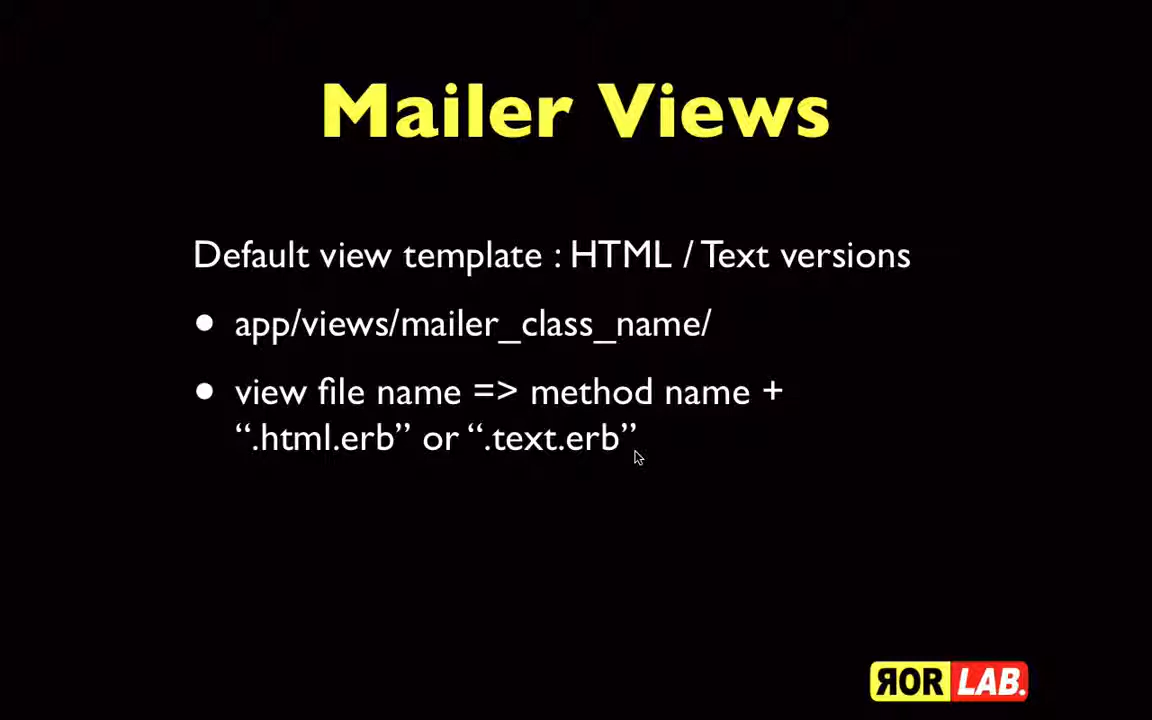 Mailer Views
Default view template : HTML / Text versions
• app/views/mailer_class_name/
• view file name => method name +
“.html.erb” or “.text.erb”
ЯOR LAB.